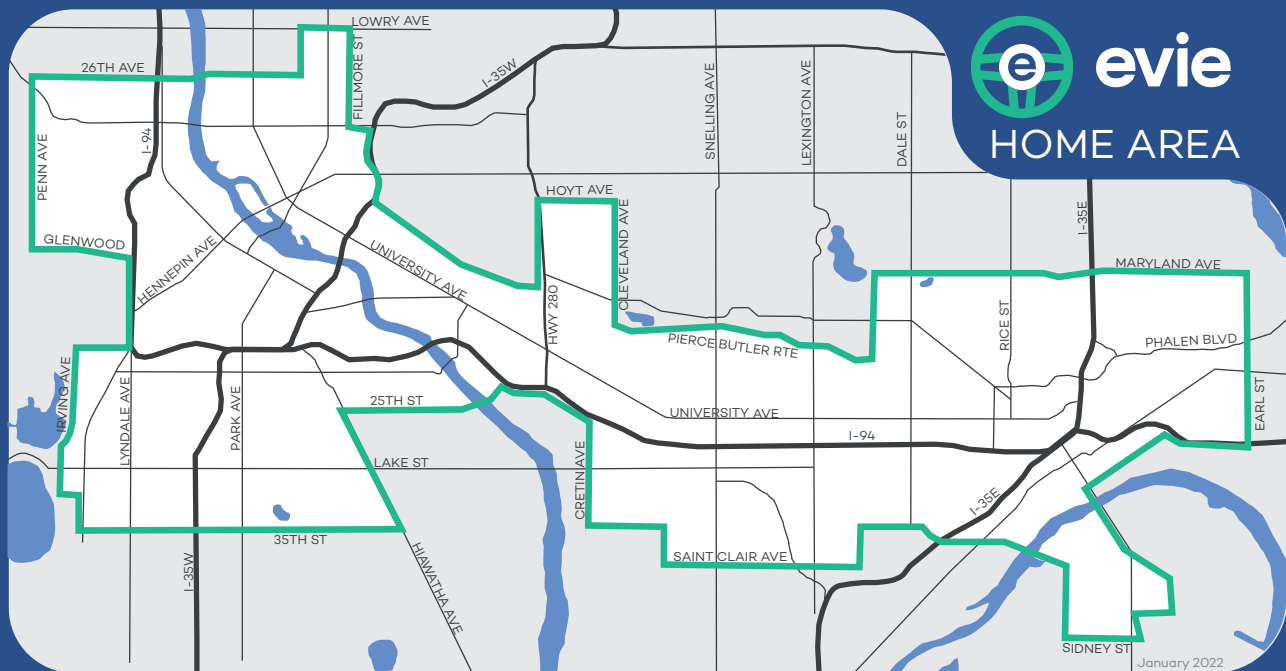 LOWRY AVE
26TH AVE
FILLMORE ST
I-35W
I-94
PENN AVE
SNELLING AVE
LEXINGTON AVE
DALE ST
e
evie
HOME AREA
HOYT AVE
CLEVELAND AVE
I-35E
GLENWOOD
HENNEPIN AVE
UNIVERSITY AVE
HWY 280
MARYLAND AVE
RICE ST
PIERCE BUTLER RTE
PHALEN BLVD
IRVING AVE
LYNDALE AVE
PARK AVE
25TH ST
UNIVERSITY AVE
I-94
EARL ST
LAKE ST
CRETIN AVE
I-35E
35TH ST
I-35W
HIAWATHA AVE
SAINT CLAIR AVE
SIDNEY ST
January 2022